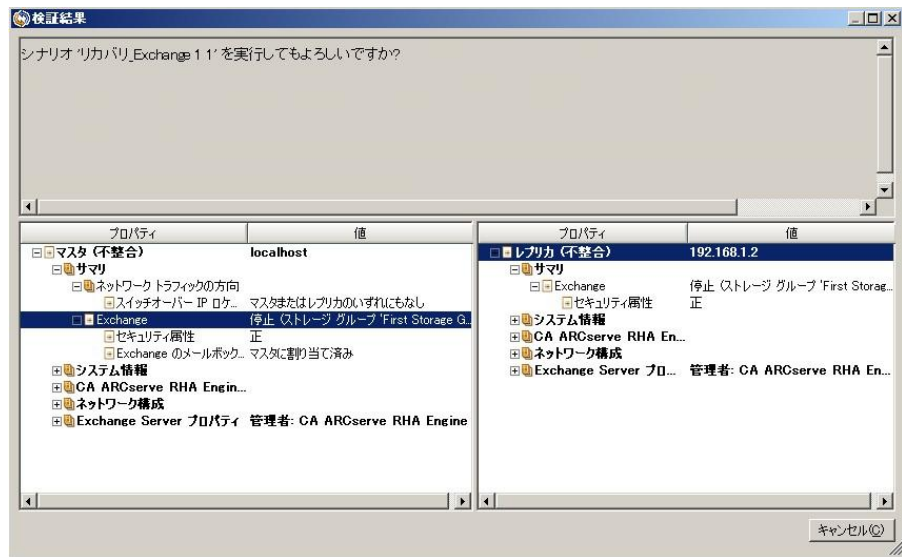 検証結果
シナリオ 'リカバリ_Exchange 1 1' を実行してもよろしいですか?
プロパティ 値
マスタ (不整合) localhost
サマリ
ネットワーク トラフィックの方向
スイッチオーバー IP ロケ... マスタまたはレプリカのいずれにもなし
Exchange 停止 (ストレージ グループ 'First Storage G...
セキュリティ属性 正
Exchange のメールボック... マスタに割り当て済み
システム情報
CA ARCserve RHA Engin...
ネットワーク構成
Exchange Server プロパティ 管理者: CA ARCserve RHA Engine
プロパティ 値
レプリカ (不整合) 192.168.1.2
サマリ
Exchange 停止 (ストレージ グループ 'First Storag...
セキュリティ属性 正
システム情報
CA ARCserve RHA En...
ネットワーク構成
Exchange Server プロ... 管理者: CA ARCserve RHA En...
キャンセル(C)